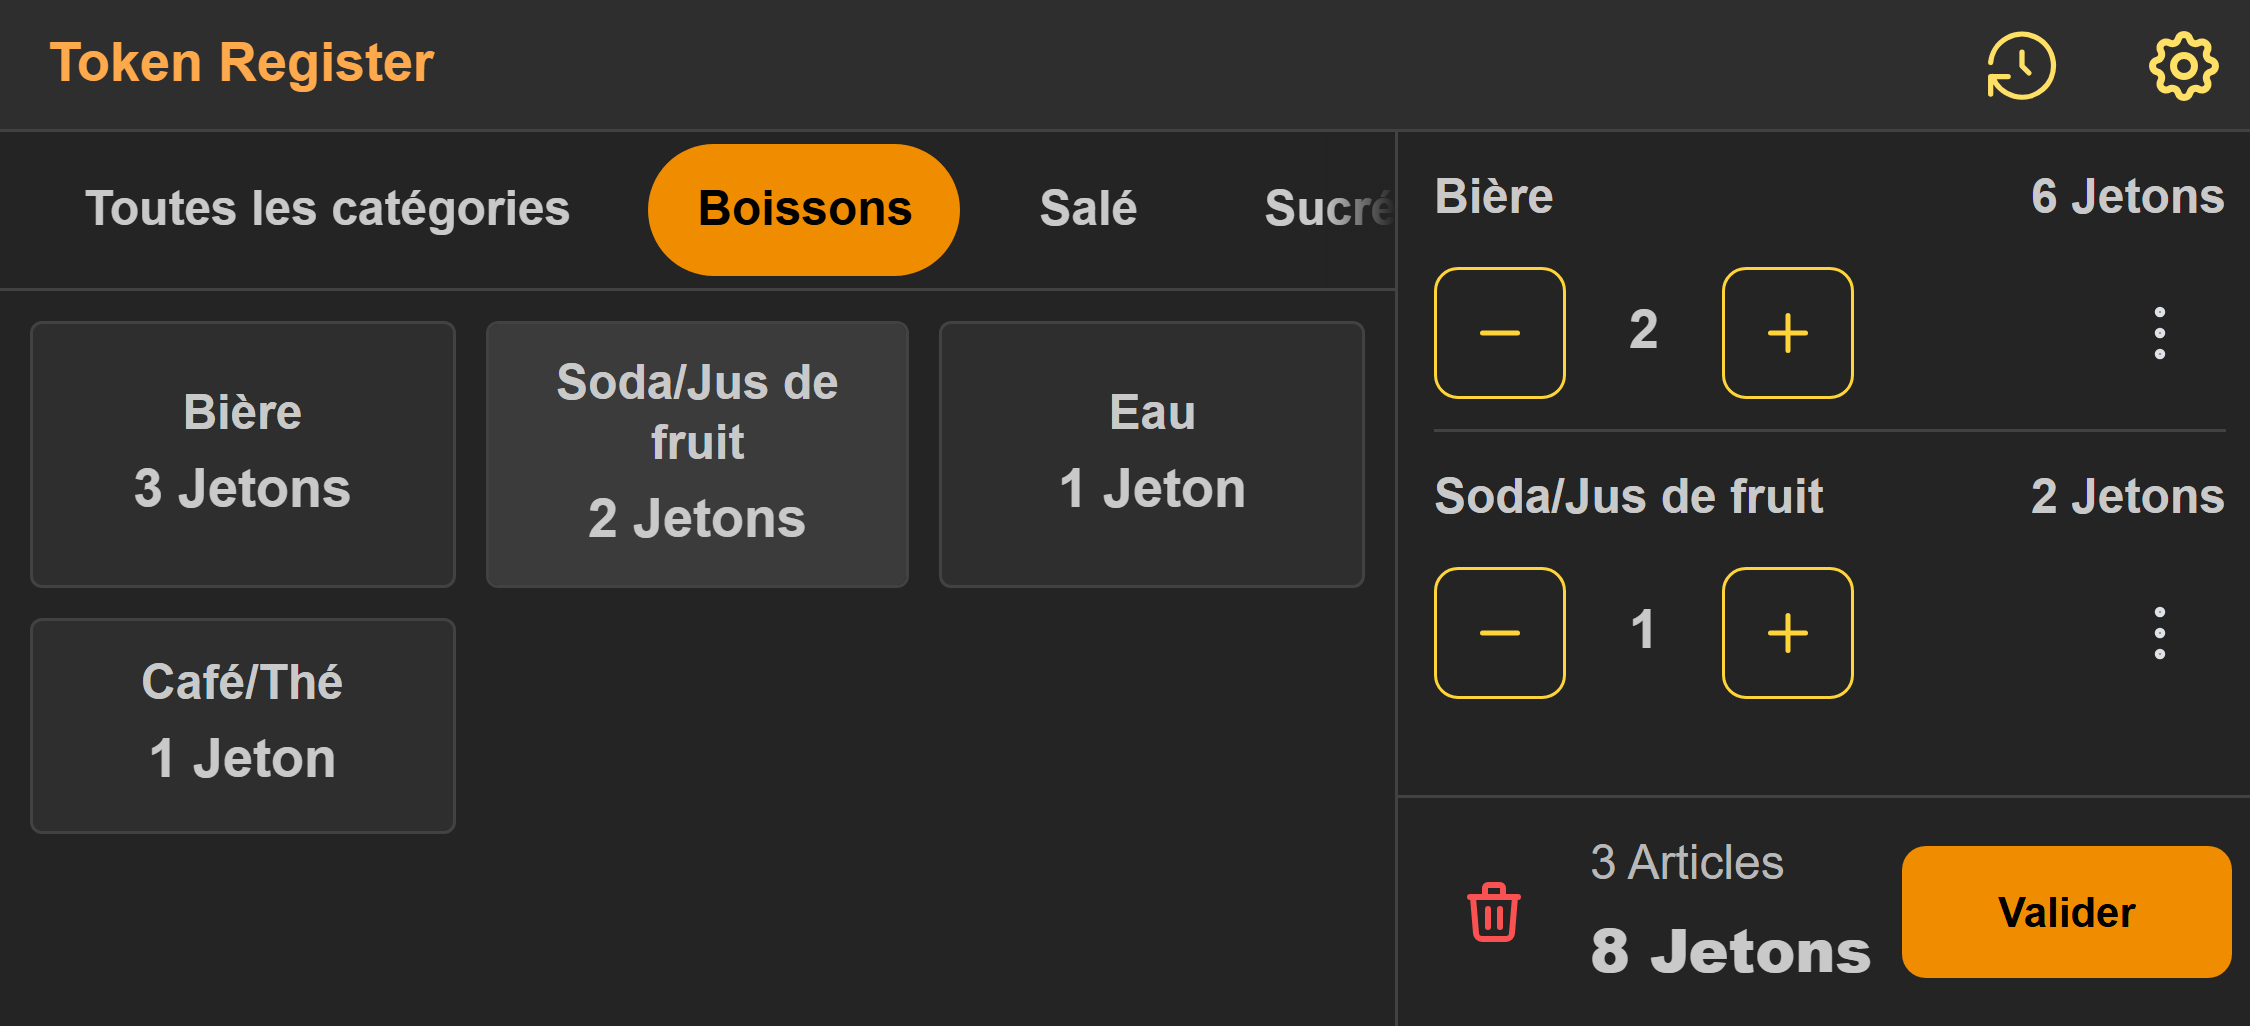 Token Register
Toutes les catégories
Boissons
Salé
Sucré
Bière
3 Jetons
Soda/Jus de
fruit
2 Jetons
Eau
1 Jeton
Café/Thé
1 Jeton
Bière
6 Jetons
2
Soda/Jus de fruit
2 Jetons
1
3 Articles
8 Jetons
Valider